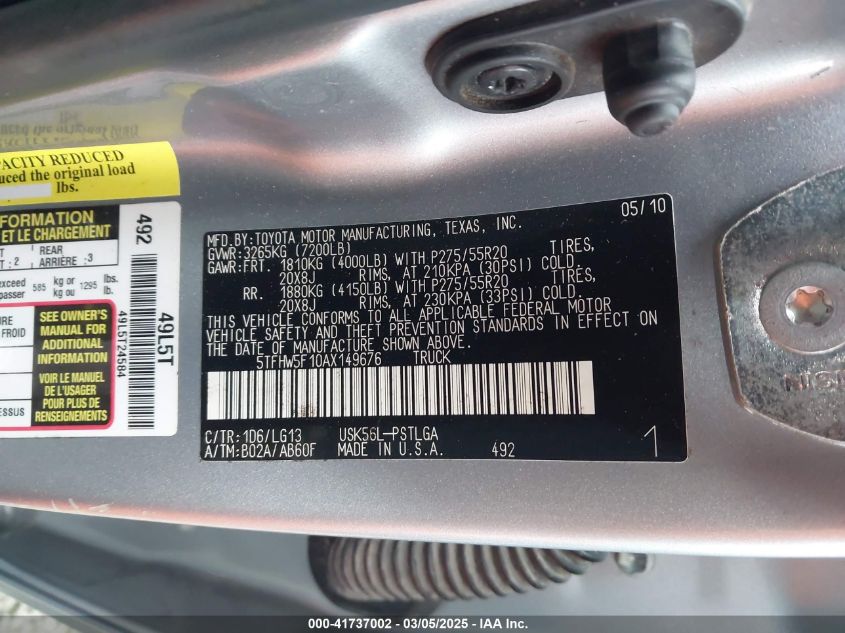 PACITY REDUCED
uced the original load
lbs.
FORMATION
ET LE CHARGEMENT
REAR
: 2 ARRIÈRE :3
exceed 585 kg or 1295 lbs.
passer kg ou lb.
492
49L5T24584
49L5T
SEE OWNER'S
MANUAL FOR
ADDITIONAL
INFORMATION
VOIR LE MANUEL
DE L'USAGER
POUR PLUS DE
RENSEIGNEMENTS
FROID
ESSUS
05/10
MFD. BY: TOYOTA MOTOR MANUFACTURING, TEXAS, INC.
GVWR: 3265KG (7200LB)
GAWR: FRT. 1810KG (4000LB) WITH P275/55R20 TIRES,
20X8J RIMS, AT 210KPA (30PSI) COLD.
RR. 1880KG (4150LB) WITH P275/55R20 TIRES,
20X8J RIMS, AT 230KPA (33PSI) COLD.
THIS VEHICLE CONFORMS TO ALL APPLICABLE FEDERAL MOTOR
VEHICLE SAFETY AND THEFT PREVENTION STANDARDS IN EFFECT ON
THE DATE OF MANUFACTURE SHOWN ABOVE.
5TFHW5F10AX149676 TRUCK
C/TR: 1D6/LG13 USK56L-PSTLGA
A/TM: B02A/AB60F MADE IN U.S.A. 492 1
000-41737002 — 03/05/2025 — IAA Inc.